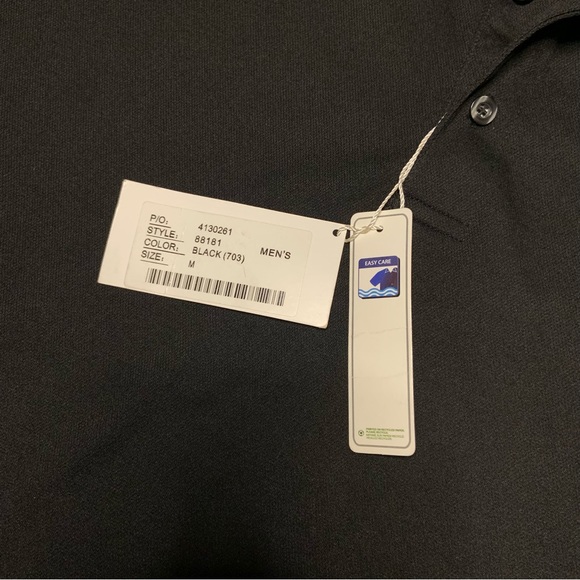 P/O: 4130261
STYLE: 88181
COLOR: BLACK (703) MEN'S
SIZE: M
EASY CARE